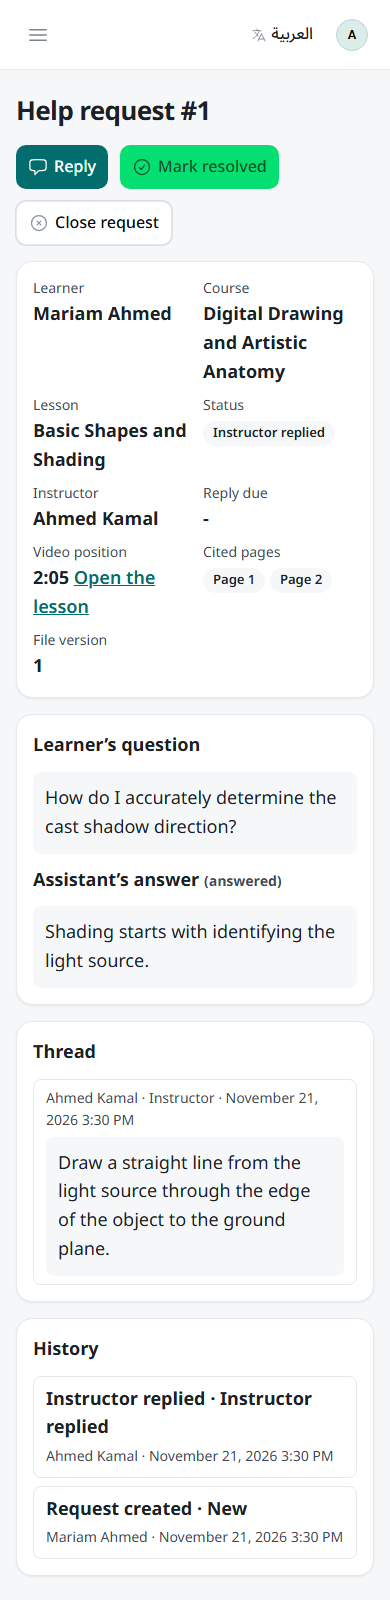 العربية
A
Help request #1
Reply
Mark resolved
Close request
Learner
Mariam Ahmed
Course
Digital Drawing
and Artistic
Anatomy
Lesson
Basic Shapes and
Shading
Status
Instructor replied
Instructor
Ahmed Kamal
Reply due
-
Video position
2:05 Open the
lesson
Cited pages
Page 1 Page 2
File version
1
Learner’s question
How do I accurately determine the
cast shadow direction?
Assistant’s answer (answered)
Shading starts with identifying the
light source.
Thread
Ahmed Kamal · Instructor · November 21,
2026 3:30 PM
Draw a straight line from the
light source through the edge
of the object to the ground
plane.
History
Instructor replied · Instructor
replied
Ahmed Kamal · November 21, 2026 3:30 PM
Request created · New
Mariam Ahmed · November 21, 2026 3:30 PM